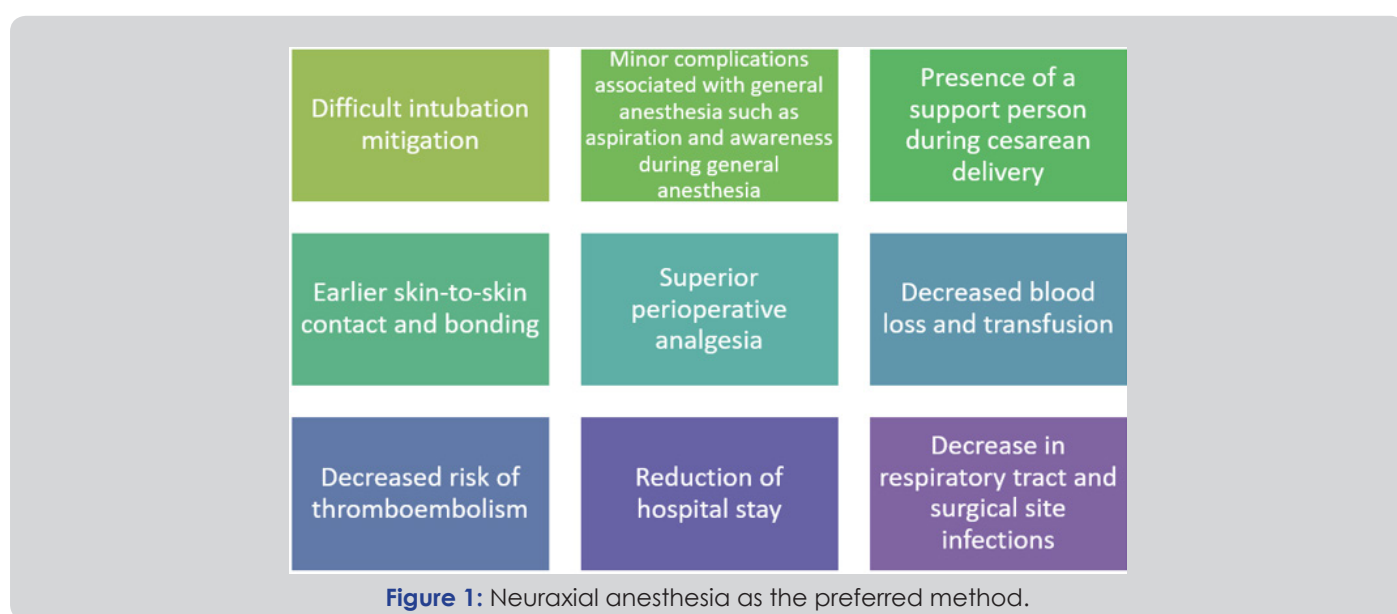 Difficult intubation
mitigation
Minor complications
associated with general
anesthesia such as
aspiration and awareness
during general
anesthesia
Presence of a
support person
during cesarean
delivery
Earlier skin-to-skin
contact and bonding
Superior
perioperative
analgesia
Decreased blood
loss and transfusion
Decreased risk of
thromboembolism
Reduction of
hospital stay
Decrease in
respiratory tract and
surgical site
infections
Figure 1: Neuraxial anesthesia as the preferred method.